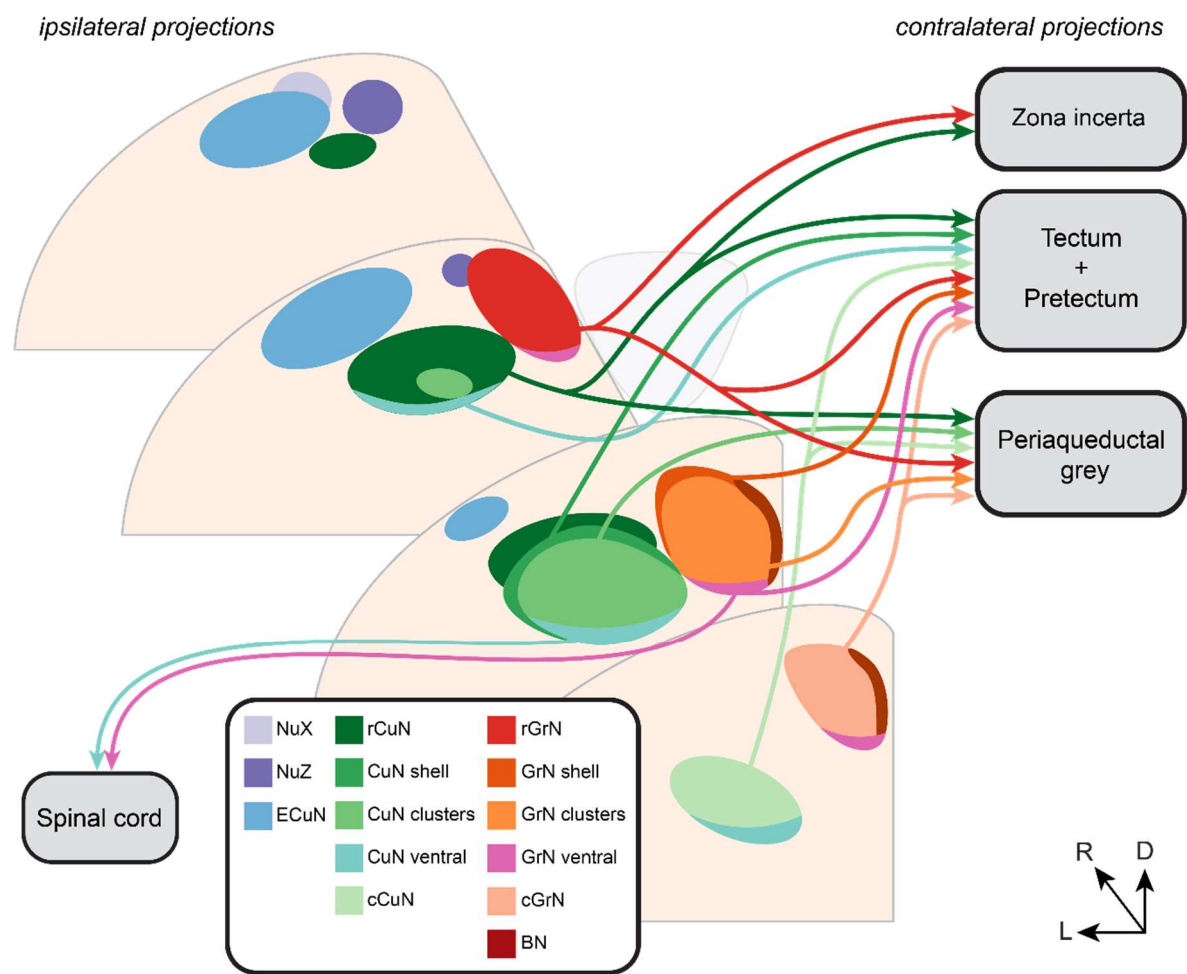 ipsilateral projections
contralateral projections
Zona incerta
Tectum
+
Pretectum
Periaqueductal
grey
Spinal cord
NuX
NuZ
ECuN
rCuN
CuN shell
CuN clusters
CuN ventral
cCuN
rGrN
GrN shell
GrN clusters
GrN ventral
cGrN
BN
R
D
L